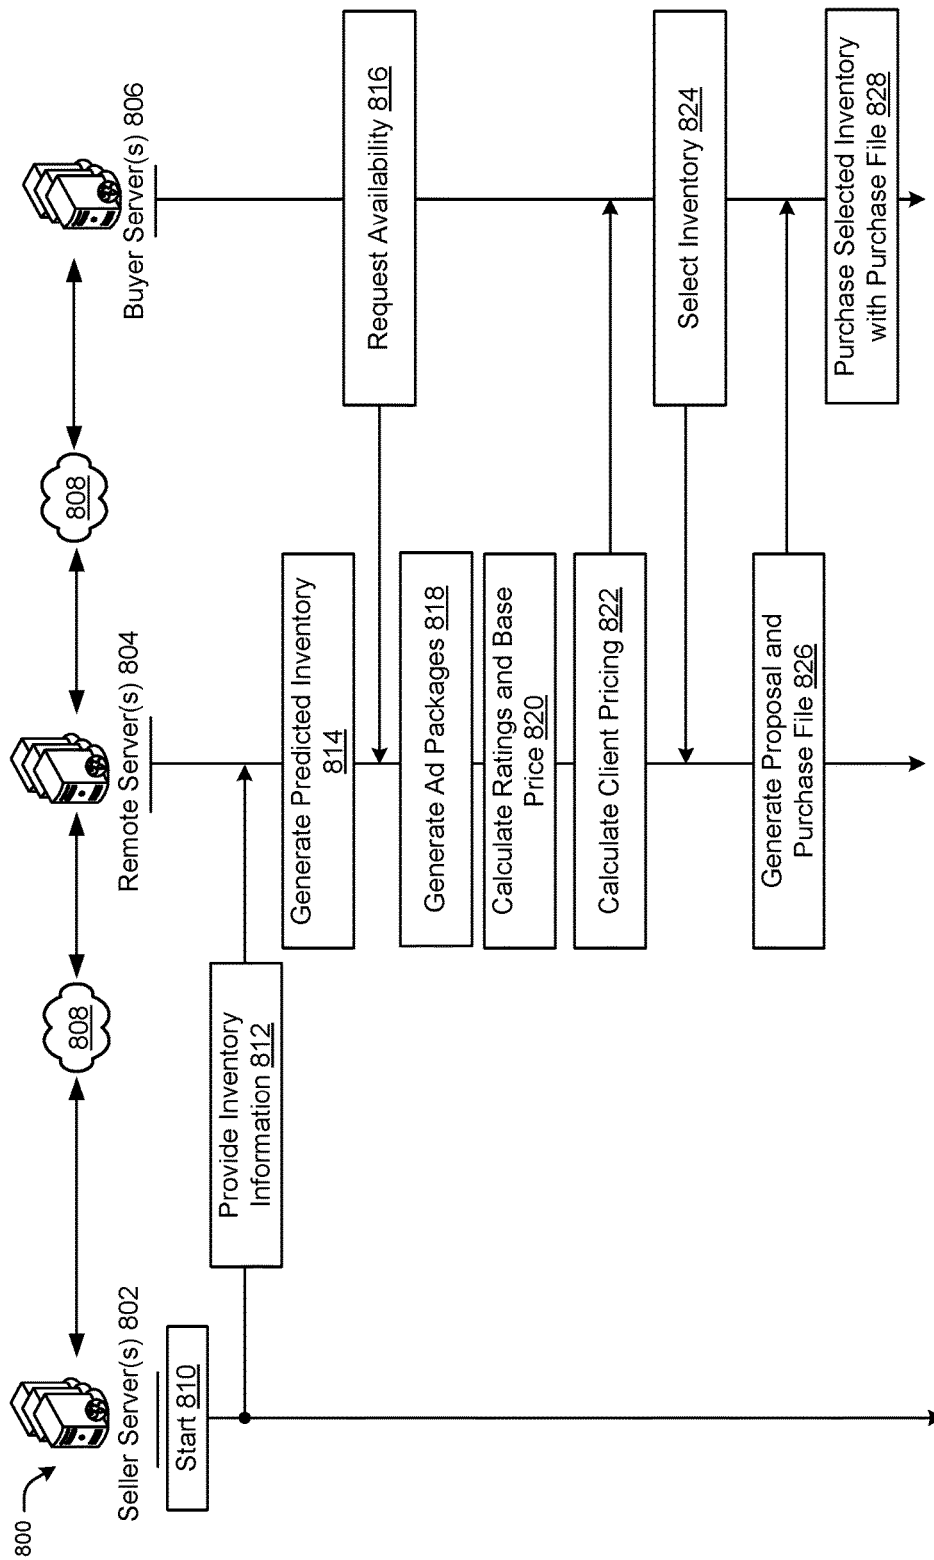 800
Seller Server(s) 802
808
Remote Server(s) 804
808
Buyer Server(s) 806
Start 810
Provide Inventory
Information 812
Generate Predicted Inventory
814
Request Availability 816
Generate Ad Packages 818
Calculate Ratings and Base
Price 820
Calculate Client Pricing 822
Select Inventory 824
Generate Proposal and
Purchase File 826
Purchase Selected Inventory
with Purchase File 828